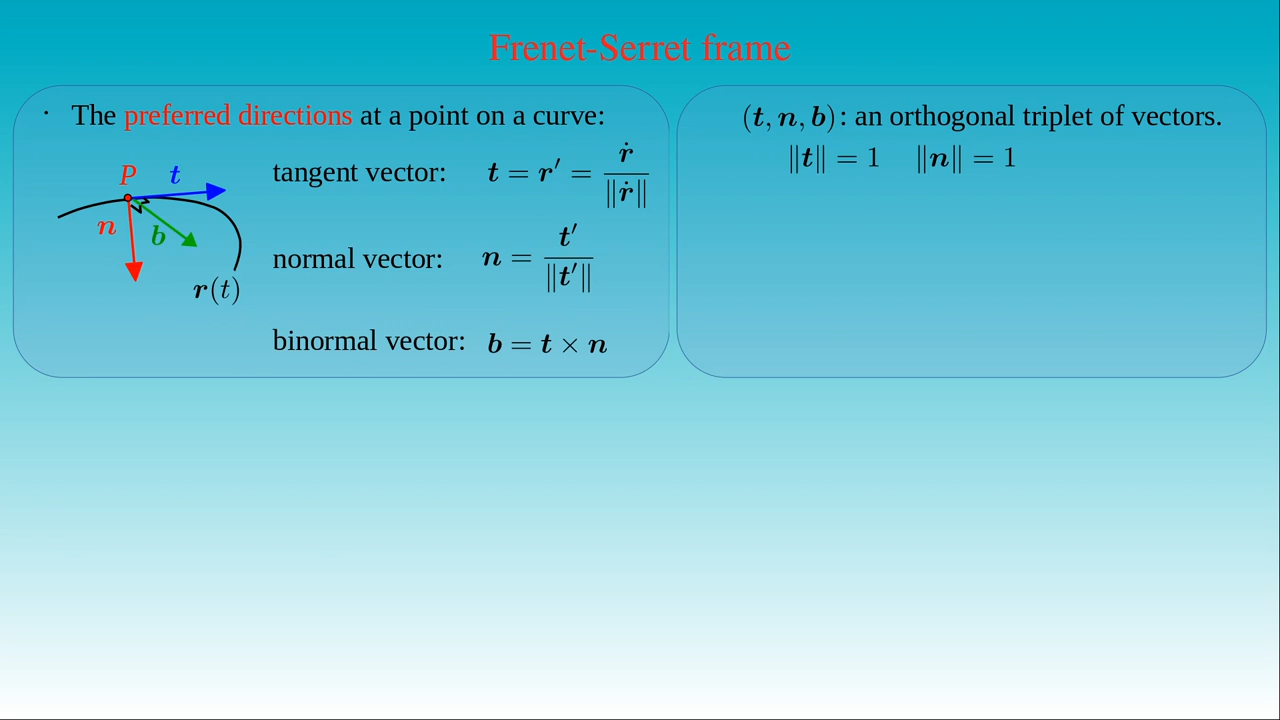 Frenet-Serret frame
· The preferred directions at a point on a curve:
P t
n b
r(t)
tangent vector: t = r′ = ṙ / ‖ṙ‖
normal vector: n = t′ / ‖t′‖
binormal vector: b = t × n
(t, n, b): an orthogonal triplet of vectors.
‖t‖ = 1 ‖n‖ = 1